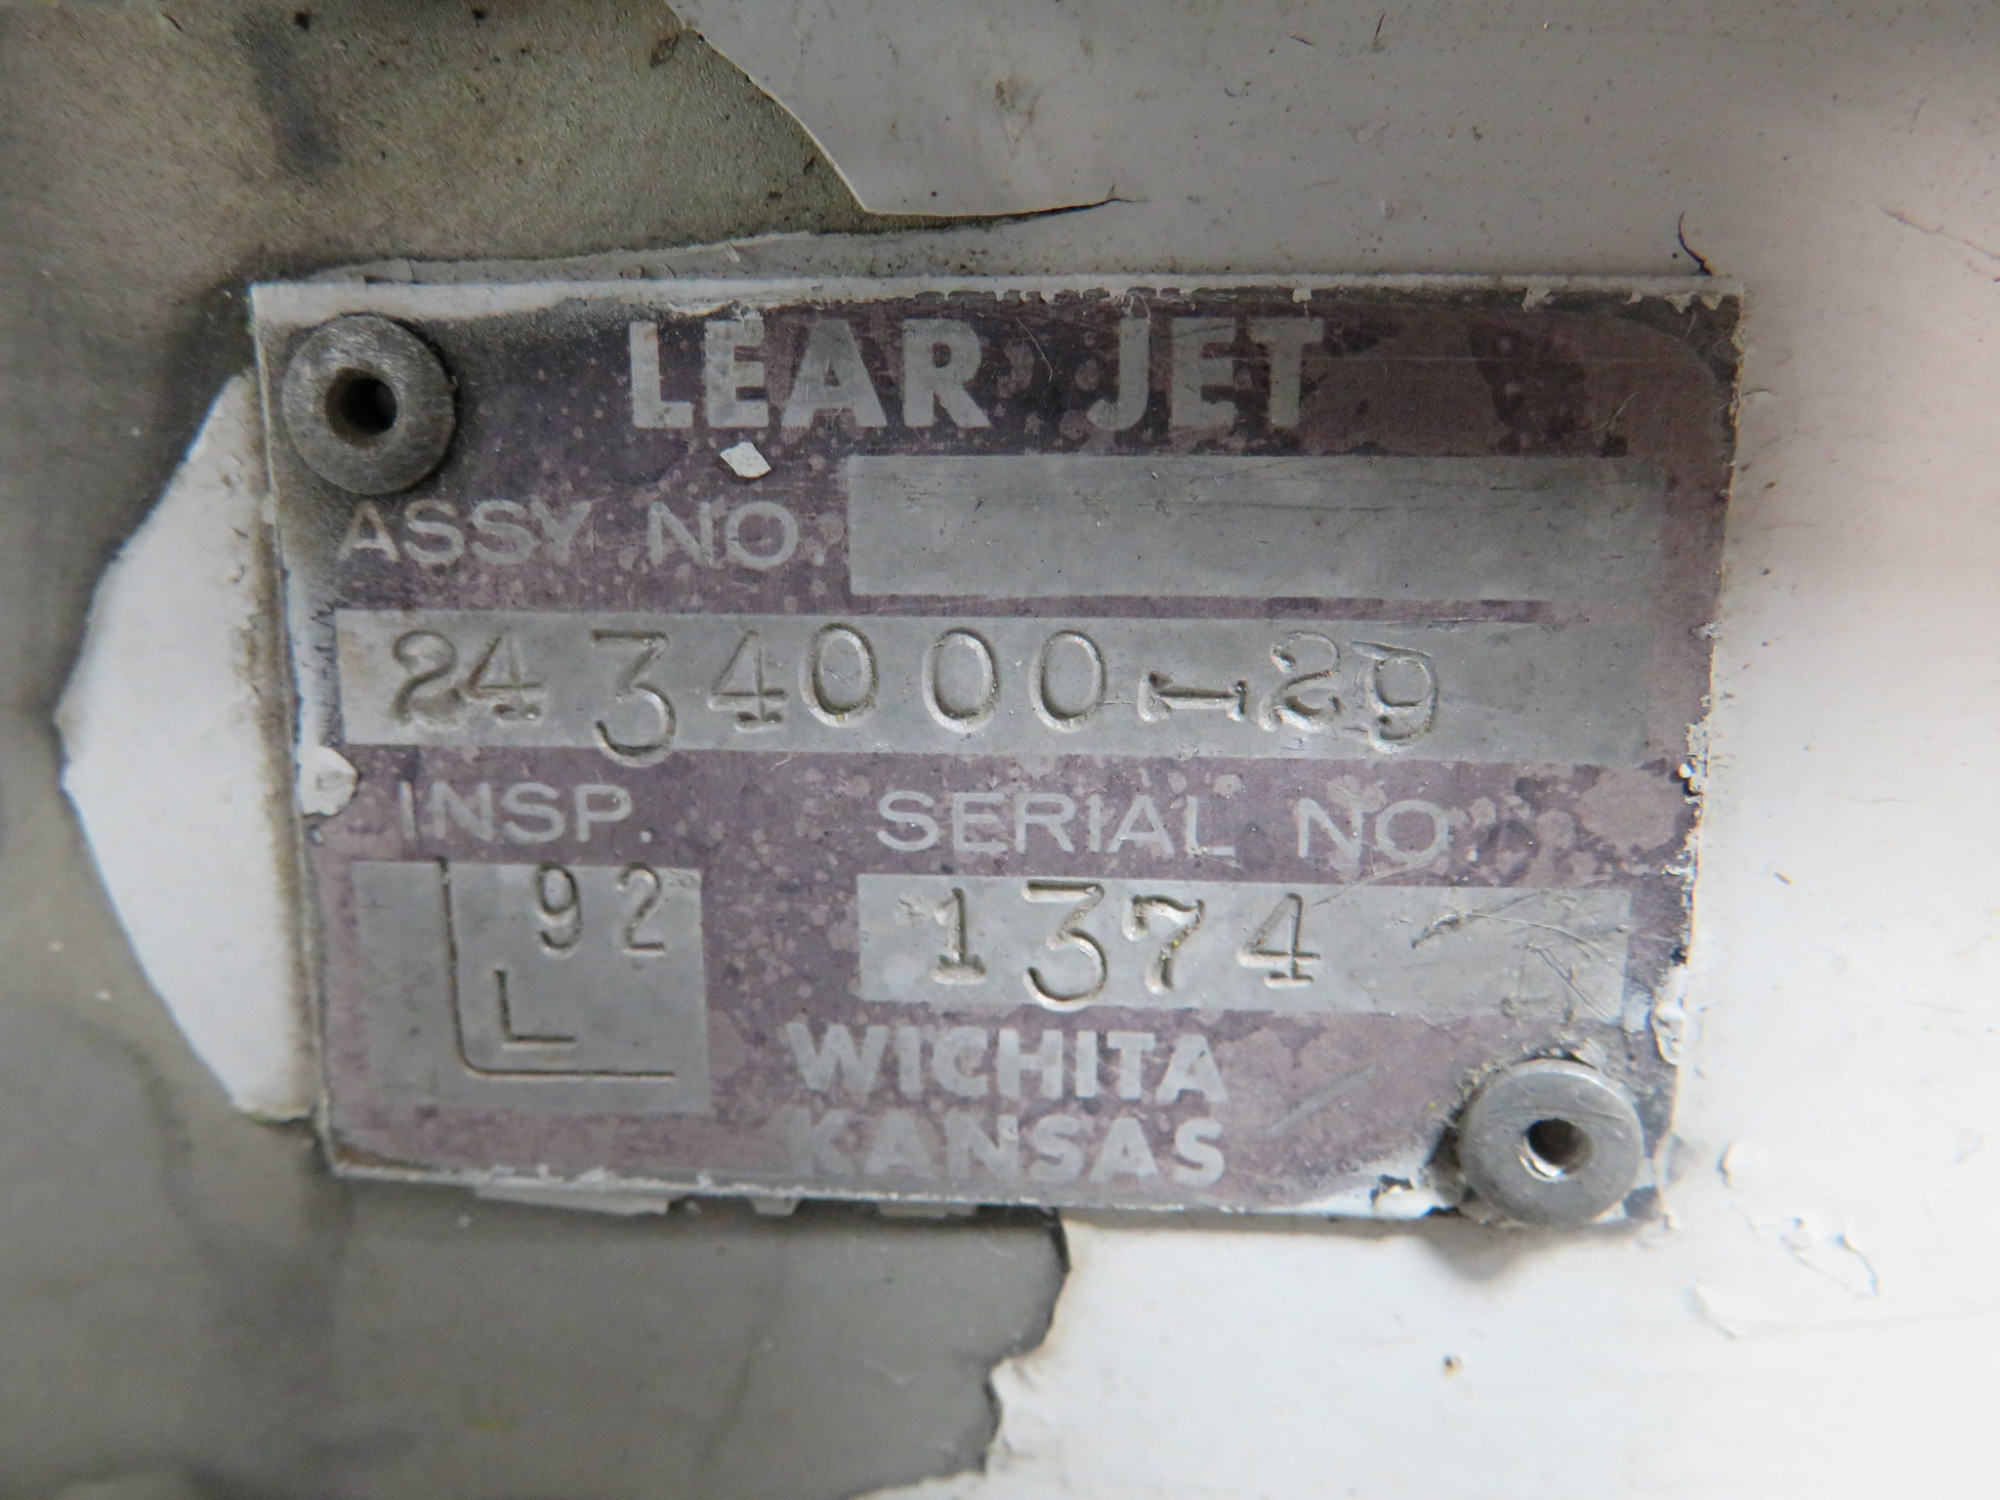 LEAR JET
ASSY NO.
2434000-29
INSP. SERIAL NO.
L 92 1374
L
WICHITA
KANSAS